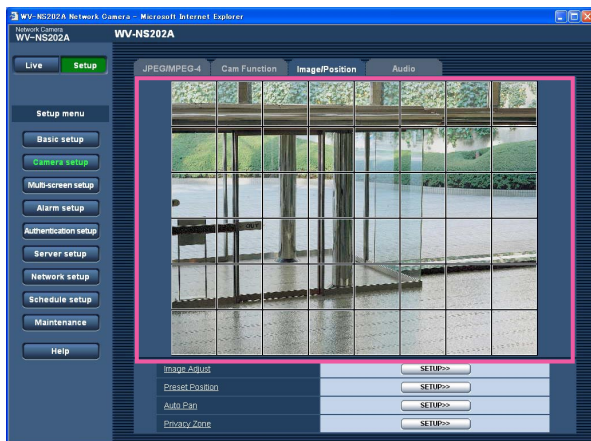 WV-NS202A Network Camera - Microsoft Internet Explorer
Network Camera
WV-NS202A
WV-NS202A
Live
Setup
JPEG/MPEG-4
Cam Function
Image/Position
Audio
Setup menu
Basic setup
Camera setup
Multi-screen setup
Alarm setup
Authentication setup
Server setup
Network setup
Schedule setup
Maintenance
Help
OUT
Image Adjust
SETUP>>
Preset Position
SETUP>>
Auto Pan
SETUP>>
Privacy Zone
SETUP>>